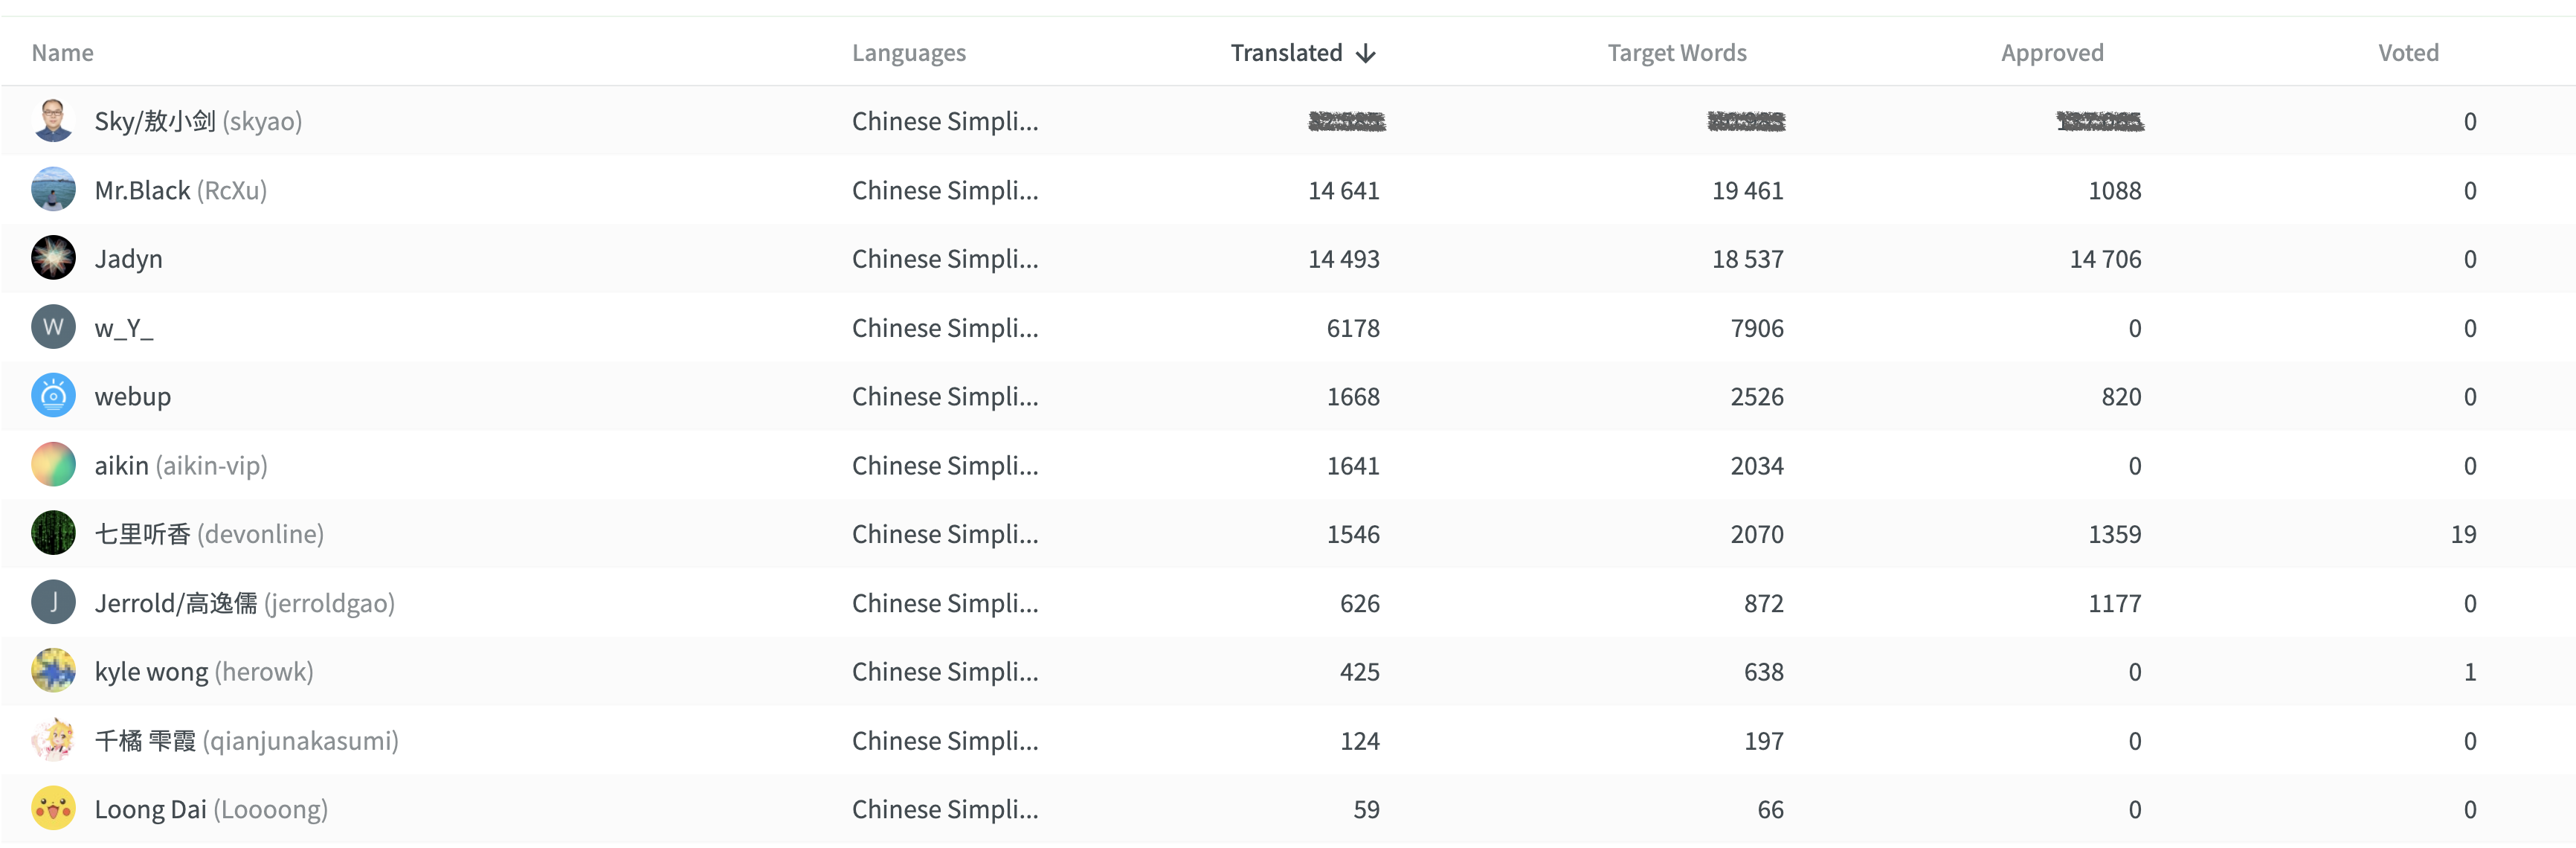 Name Languages Translated ↓ Target Words Approved Voted
Sky/敖小剑 (skyao) Chinese Simpli... 0
Mr.Black (RcXu) Chinese Simpli... 14 641 19 461 1088 0
Jadyn Chinese Simpli... 14 493 18 537 14 706 0
W w_Y_ Chinese Simpli... 6178 7906 0 0
webup Chinese Simpli... 1668 2526 820 0
aikin (aikin-vip) Chinese Simpli... 1641 2034 0 0
七里听香 (devonline) Chinese Simpli... 1546 2070 1359 19
J Jerrold/高逸儒 (jerroldgao) Chinese Simpli... 626 872 1177 0
kyle wong (herowk) Chinese Simpli... 425 638 0 1
千橘 雫霞 (qianjunakasumi) Chinese Simpli... 124 197 0 0
Loong Dai (Loooong) Chinese Simpli... 59 66 0 0